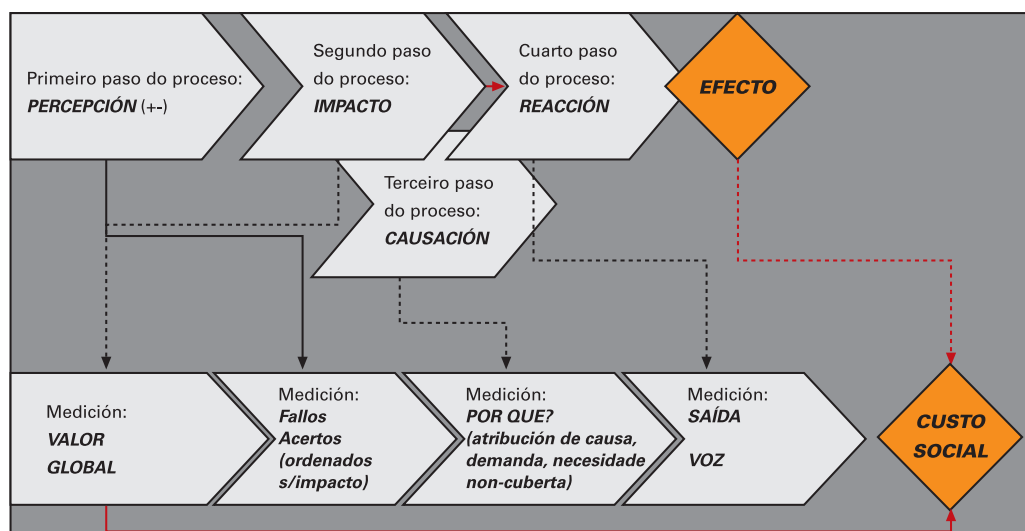 Primeiro paso do proceso:
PERCEPCIÓN (+-)
Segundo paso
do proceso:
IMPACTO
Cuarto paso
do proceso:
REACCIÓN
EFECTO
Terceiro paso
do proceso:
CAUSACIÓN
Medición:
VALOR
GLOBAL
Medición:
Fallos
Acertos
(ordenados
s/impacto)
Medición:
POR QUE?
(atribución de causa,
demanda, necesidade
non-cuberta)
Medición:
SAÍDA
VOZ
CUSTO
SOCIAL